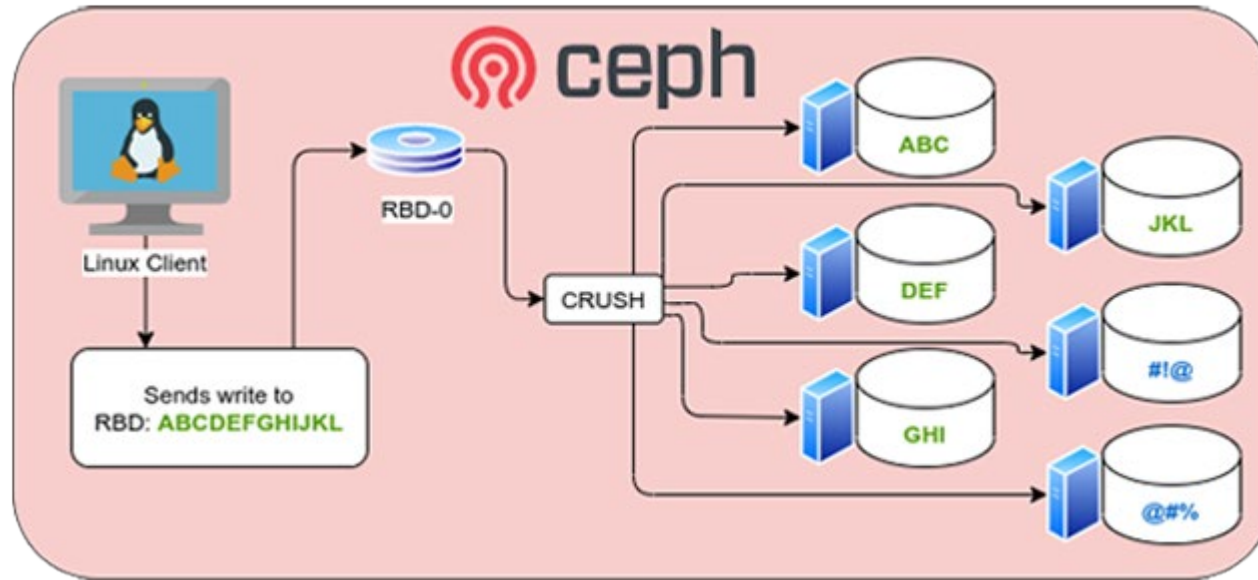 ceph
Linux Client
Sends write to
RBD: ABCDEFGHIJKL
RBD-0
CRUSH
ABC
JKL
DEF
#!@
GHI
@#%